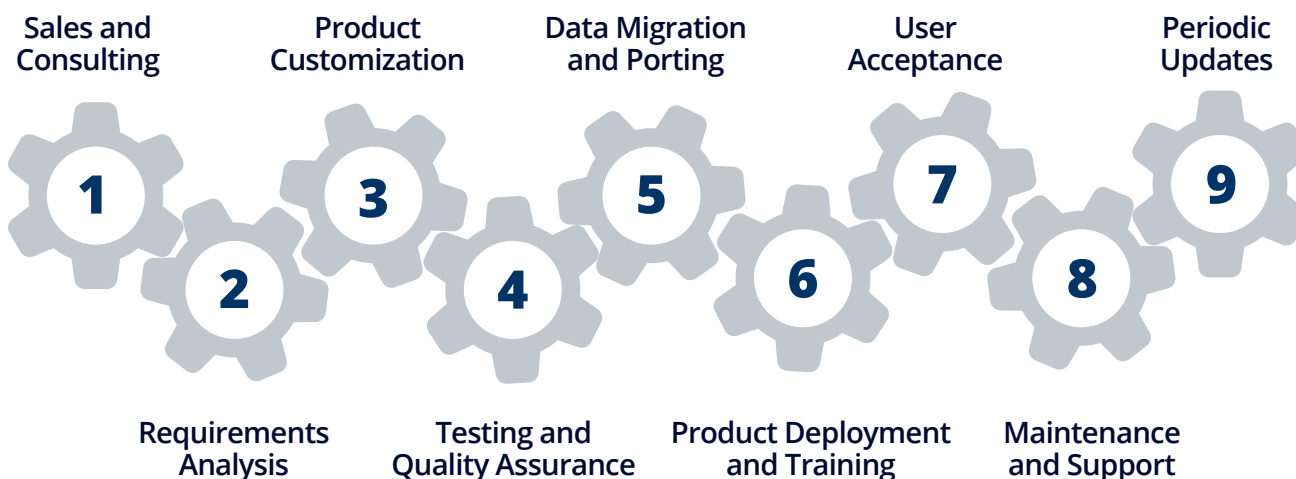 Sales and
Consulting
Product
Customization
Data Migration
and Porting
User
Acceptance
Periodic
Updates
1
2
3
4
5
6
7
8
9
Requirements
Analysis
Testing and
Quality Assurance
Product Deployment
and Training
Maintenance
and Support